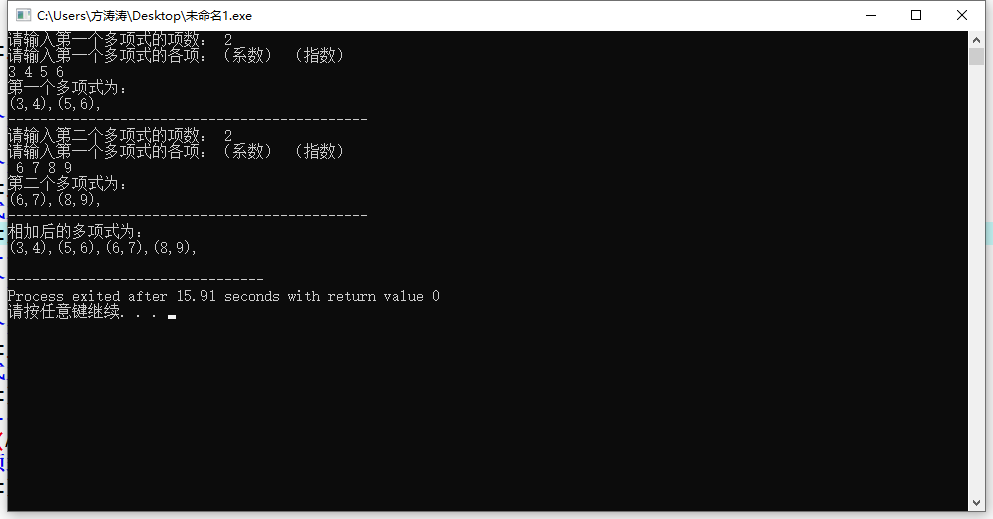 C:\Users\方涛涛\Desktop\未命名1.exe
请输入第一个多项式的项数： 2
请输入第一个多项式的各项：（系数） （指数）
3 4 5 6
第一个多项式为：
(3,4),(5,6),
---------------------------------------------
请输入第二个多项式的项数： 2
请输入第一个多项式的各项：（系数） （指数）
6 7 8 9
第二个多项式为：
(6,7),(8,9),
---------------------------------------------
相加后的多项式为：
(3,4),(5,6),(6,7),(8,9),
--------------------------------
Process exited after 15.91 seconds with return value 0
请按任意键继续. . .